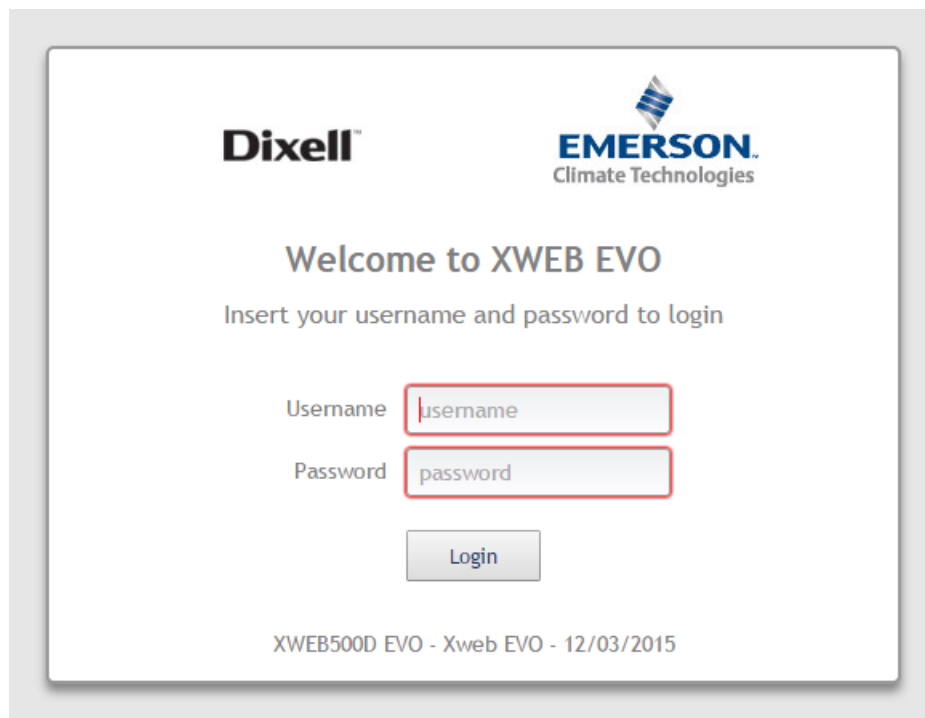 Dixell™
EMERSON™
Climate Technologies
Welcome to XWEB EVO
Insert your username and password to login
Username username
Password password
Login
XWEB500D EVO - Xweb EVO - 12/03/2015